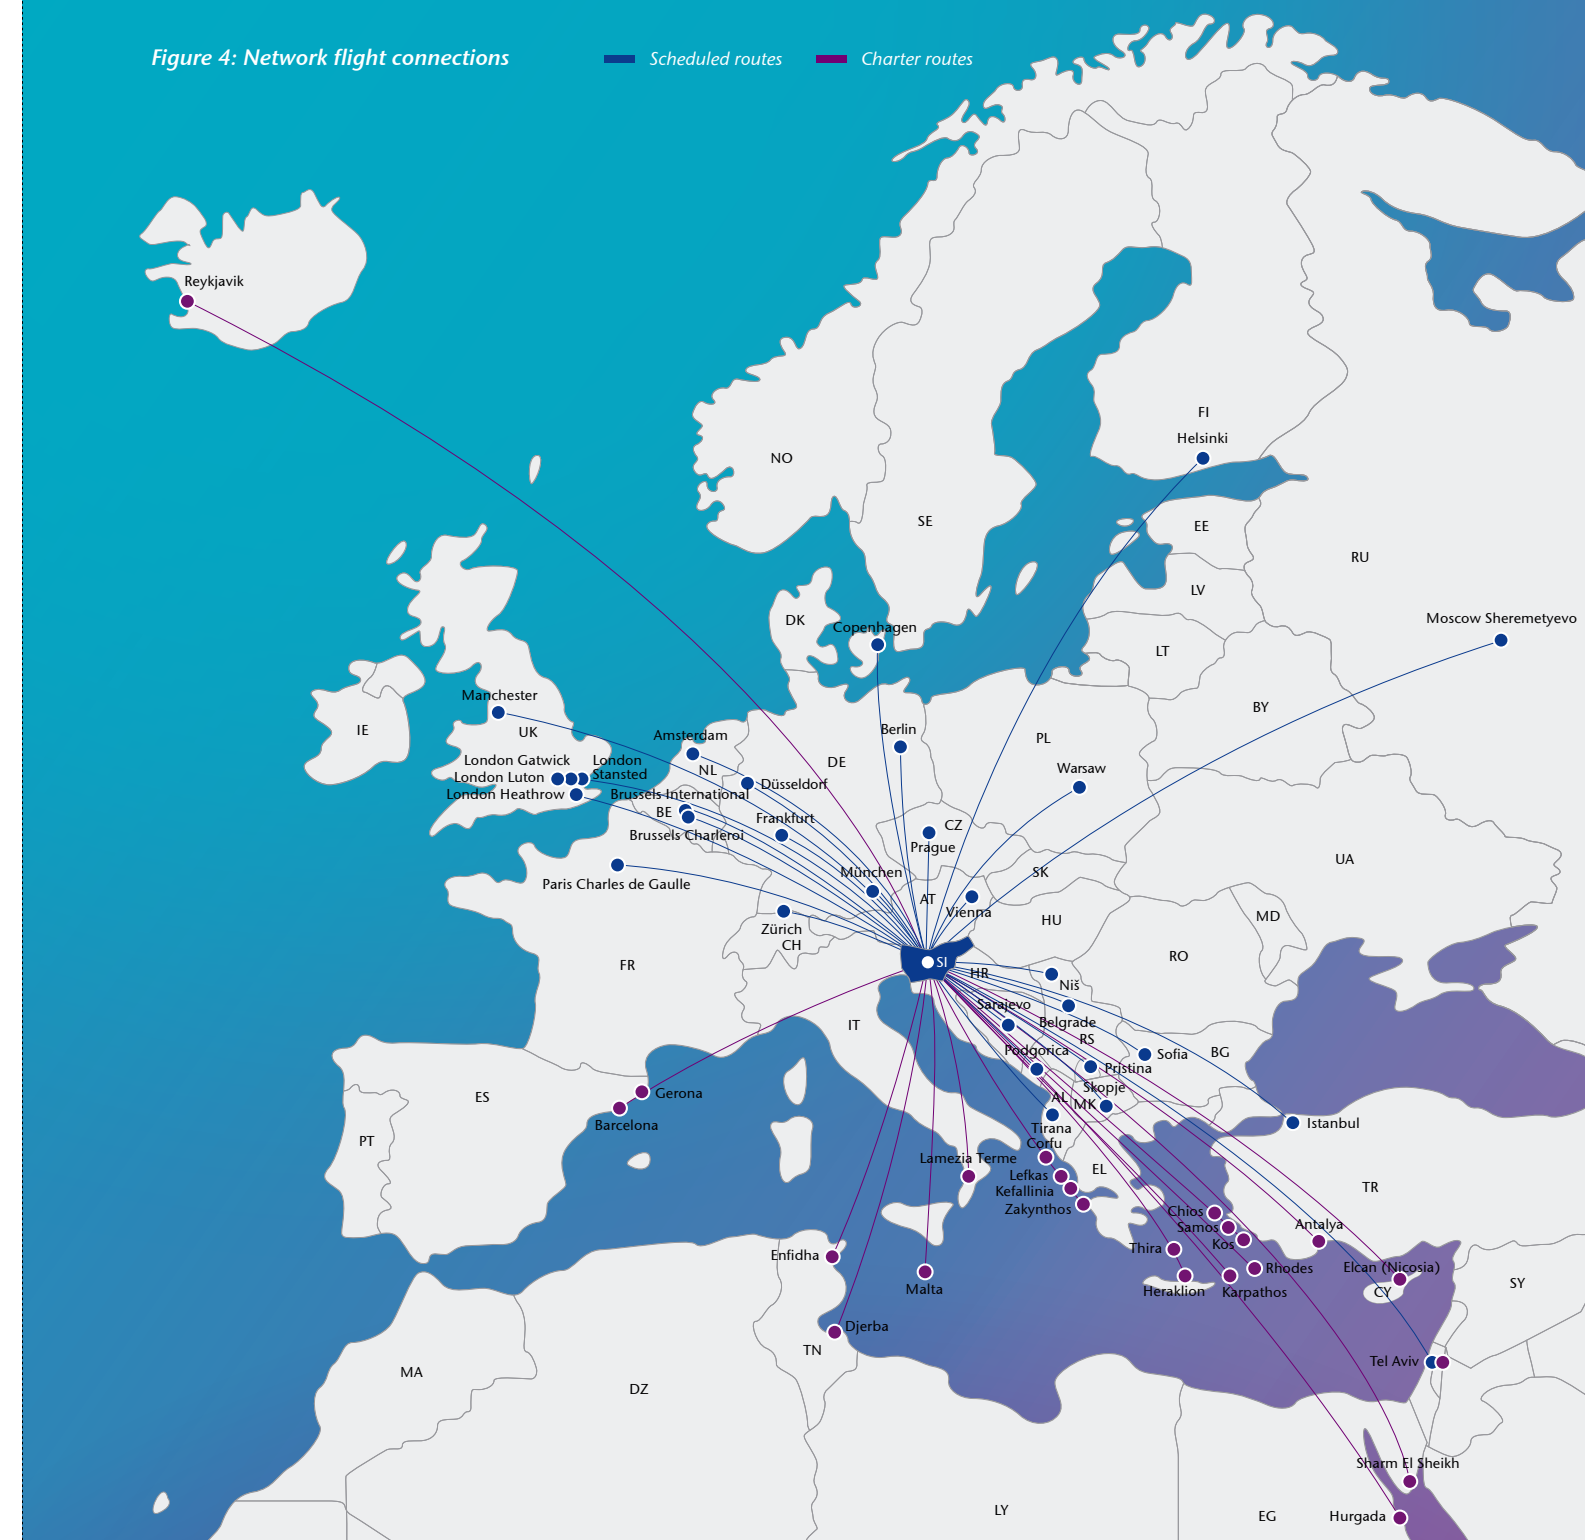 Figure 4: Network flight connections
Scheduled routes
Charter routes
Reykjavik
FI
Helsinki
NO
SE
EE
RU
LV
Moscow Sheremetyevo
DK
Copenhagen
LT
Manchester
UK
IE
BY
Amsterdam
Berlin
PL
London Gatwick
London
Stansted
London Luton
London Heathrow
NL
DE
Warsaw
Düsseldorf
Brussels International
BE
Frankfurt
CZ
Prague
Brussels Charleroi
UA
Paris Charles de Gaulle
München
SK
AT
Vienna
HU
MD
Zürich
CH
FR
SI
HR
RO
Niš
Sarajevo
IT
Belgrade
RS
Podgorica
Sofia
BG
Pristina
Skopje
ES
Gerona
Barcelona
AL
MK
Istanbul
PT
Tirana
Corfu
Lamezia Terme
EL
Lefkas
Kefallinia
Zakynthos
TR
Chios
Samos
Kos
Antalya
Enfidha
Thira
Malta
Rhodes
Elcan (Nicosia)
Heraklion
Karpathos
CY
SY
Djerba
TN
MA
DZ
Tel Aviv
Sharm El Sheikh
LY
EG
Hurgada